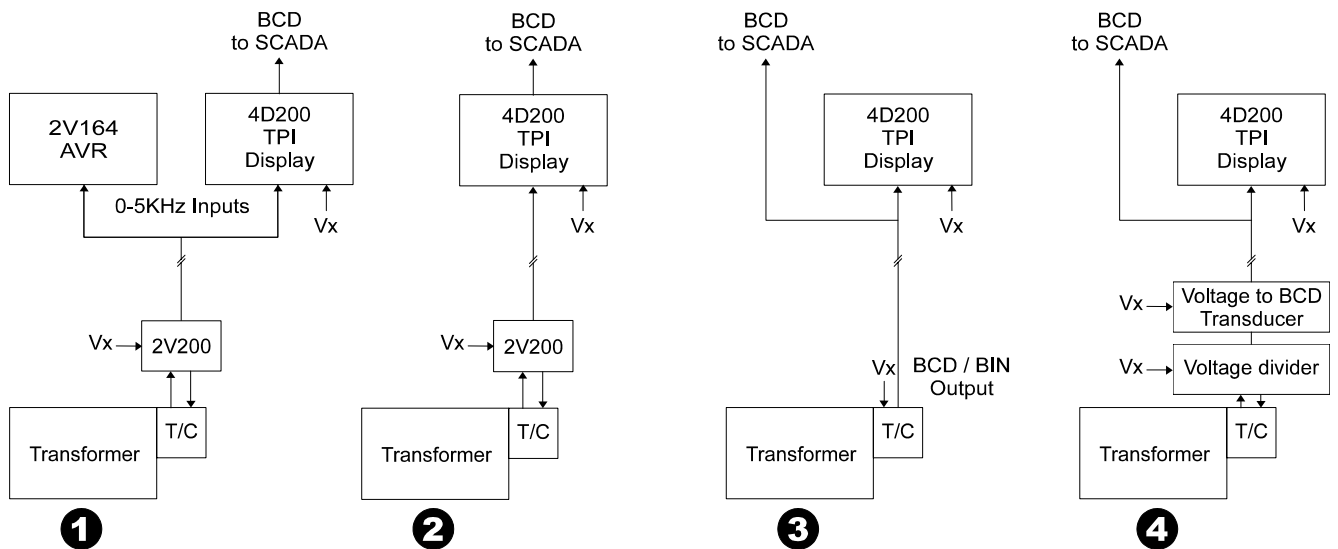 BCD
to SCADA
2V164
AVR
4D200
TPI
Display
0-5KHz Inputs
Vx
Vx
2V200
T/C
Transformer
1
BCD
to SCADA
4D200
TPI
Display
Vx
Vx
2V200
T/C
Transformer
2
BCD
to SCADA
4D200
TPI
Display
Vx
Vx
BCD / BIN
Output
T/C
Transformer
3
BCD
to SCADA
4D200
TPI
Display
Vx
Vx
Voltage to BCD
Transducer
Vx
Voltage divider
T/C
Transformer
4